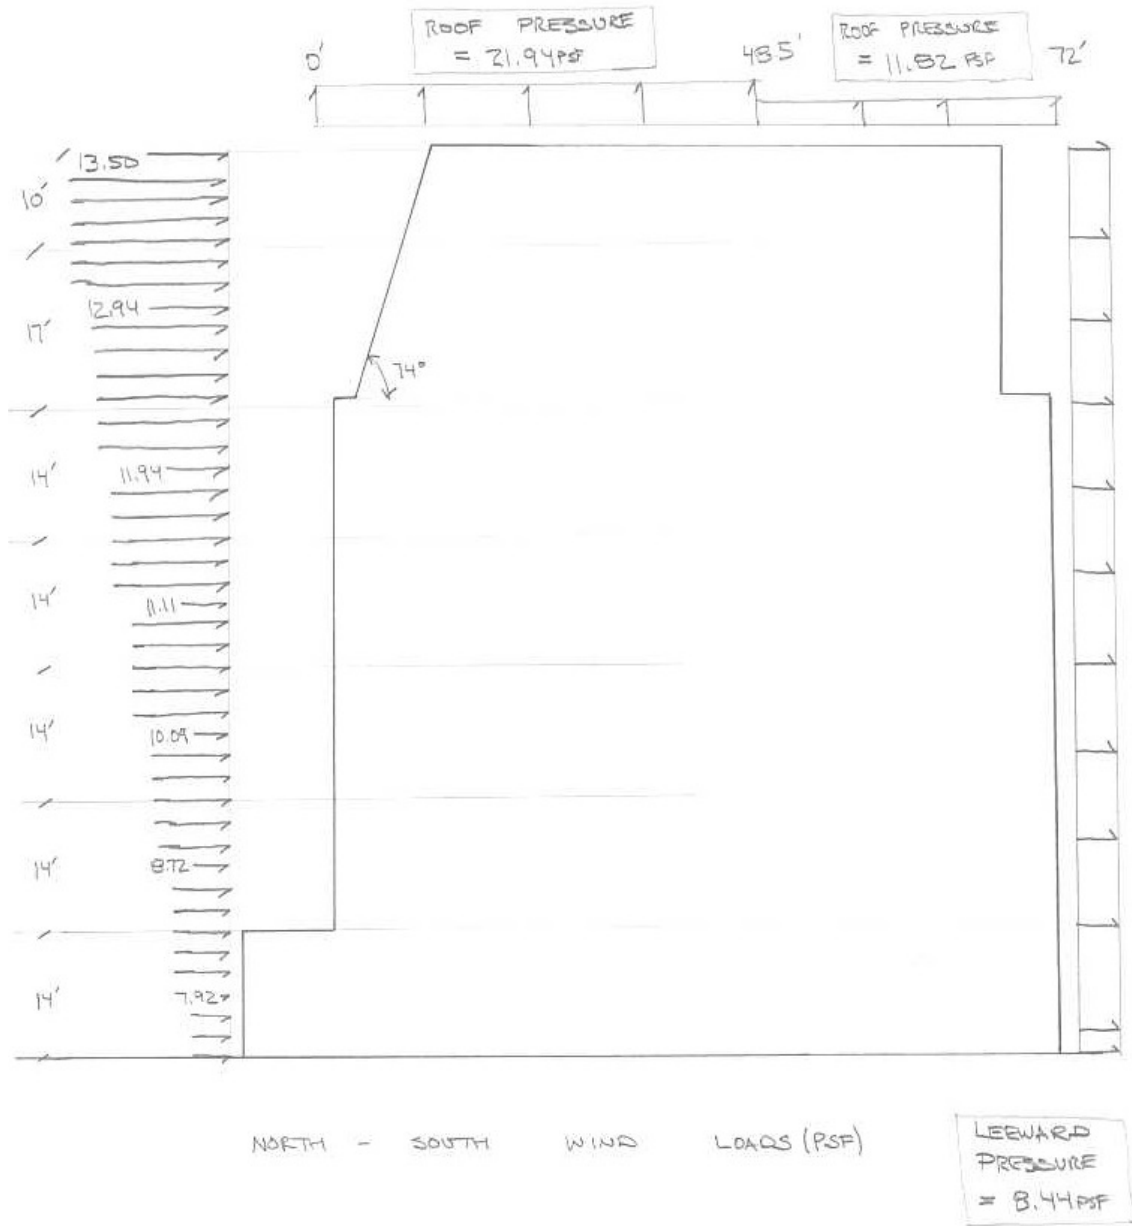 ROOF PRESSURE
= 21.94 PSF
ROOF PRESSURE
= 11.82 PSF
0'
48.5'
72'
13.50
10'
12.94
17'
74°
11.94
14'
11.11
14'
10.09
14'
8.72
14'
7.92
14'
NORTH - SOUTH WIND LOADS (PSF)
LEEWARD
PRESSURE
= 8.44 PSF